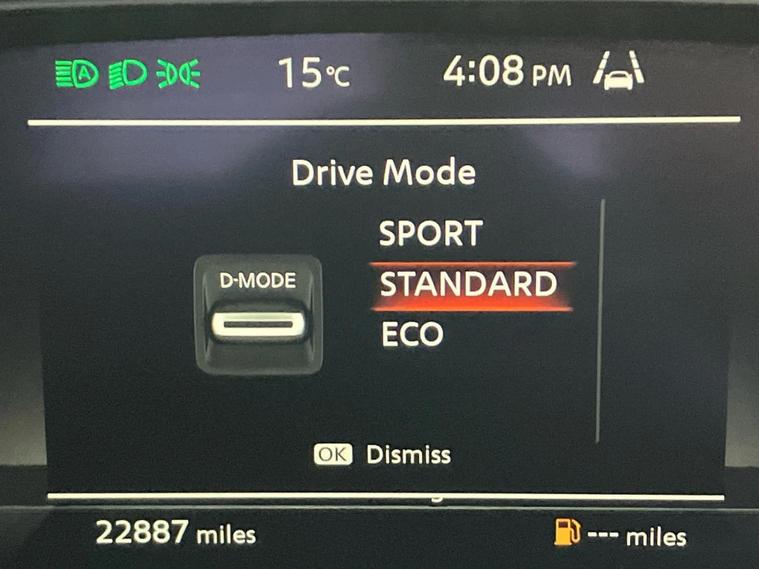 A 15°C 4:08 PM
Drive Mode
SPORT
D-MODE STANDARD
ECO
OK Dismiss
22887 miles --- miles